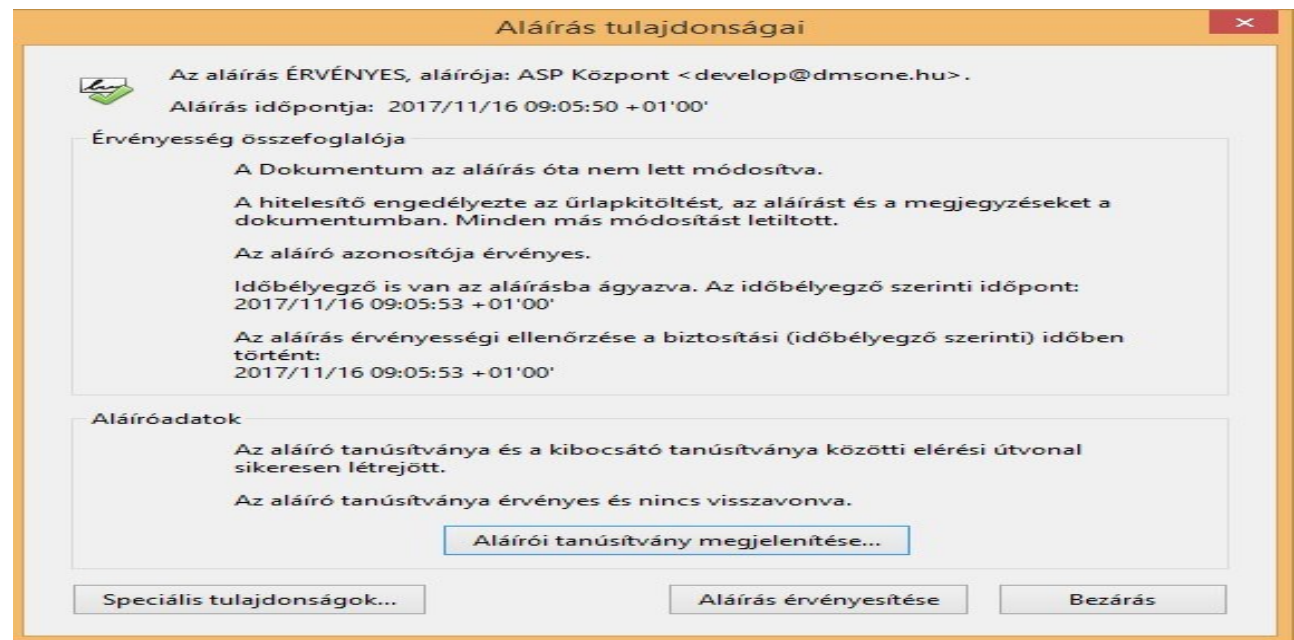 Aláírás tulajdonságai
Az aláírás ÉRVÉNYES, aláírója: ASP Központ <develop@dmsone.hu>.
Aláírás időpontja: 2017/11/16 09:05:50 +01'00'
Érvényesség összefoglalója
A Dokumentum az aláírás óta nem lett módosítva.
A hitelesítő engedélyezte az űrlapkitöltést, az aláírást és a megjegyzéseket a
dokumentumban. Minden más módosítást letiltott.
Az aláíró azonosítója érvényes.
Időbélyegző is van az aláírásba ágyazva. Az időbélyegző szerinti időpont:
2017/11/16 09:05:53 +01'00'
Az aláírás érvényességi ellenőrzése a biztosítási (időbélyegző szerinti) időben
történt:
2017/11/16 09:05:53 +01'00'
Aláíróadatok
Az aláíró tanúsítványa és a kibocsátó tanúsítványa közötti elérési útvonal
sikeresen létrejött.
Az aláíró tanúsítványa érvényes és nincs visszavonva.
Aláírói tanúsítvány megjelenítése...
Speciális tulajdonságok...
Aláírás érvényesítése
Bezárás